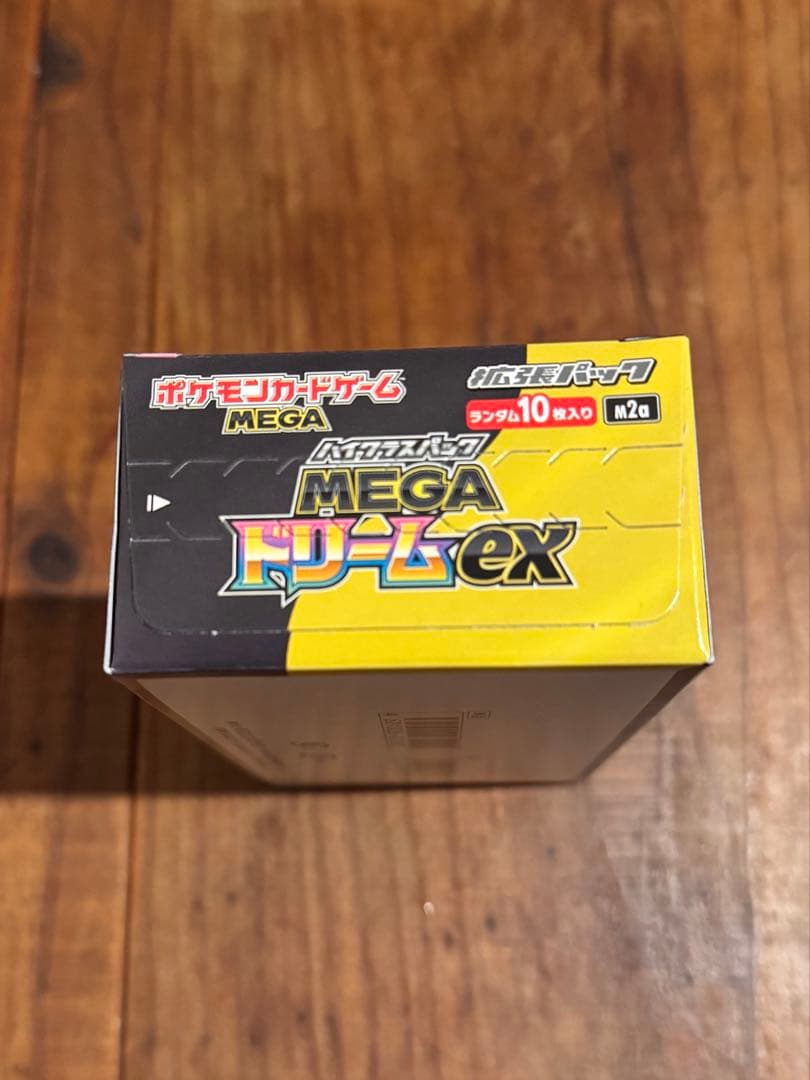 ポケモンカードゲーム
MEGA
拡張パック
ランダム10枚入り
M2a
ハイクラスパック
MEGA
ドリームex